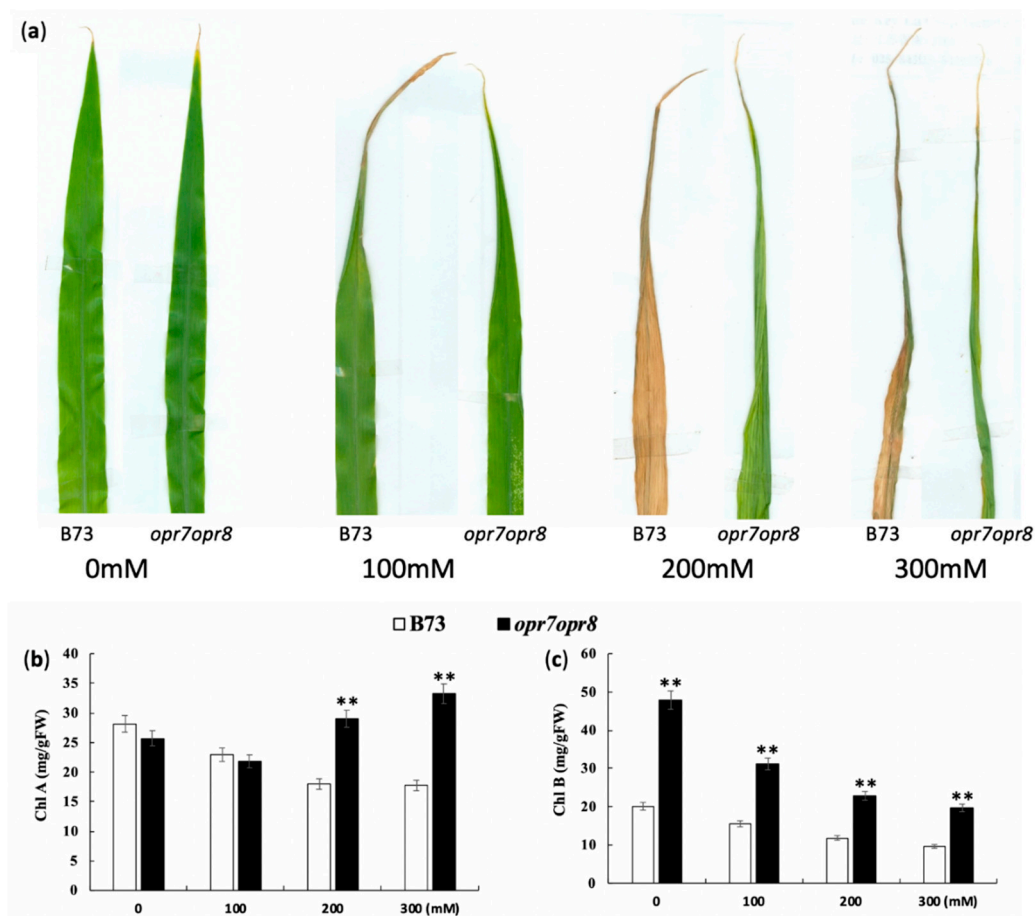 (a)
B73 opr7opr8 B73 opr7opr8 B73 opr7opr8 B73 opr7opr8
0mM 100mM 200mM 300mM
B73 opr7opr8
(b)
Chl A (mg/gFW)
40
35
30
25
20
15
10
5
0
** **
0 100 200 300 (mM)
(c)
Chl B (mg/gFW)
60
50
40
30
20
10
0
** ** ** **
0 100 200 300 (mM)